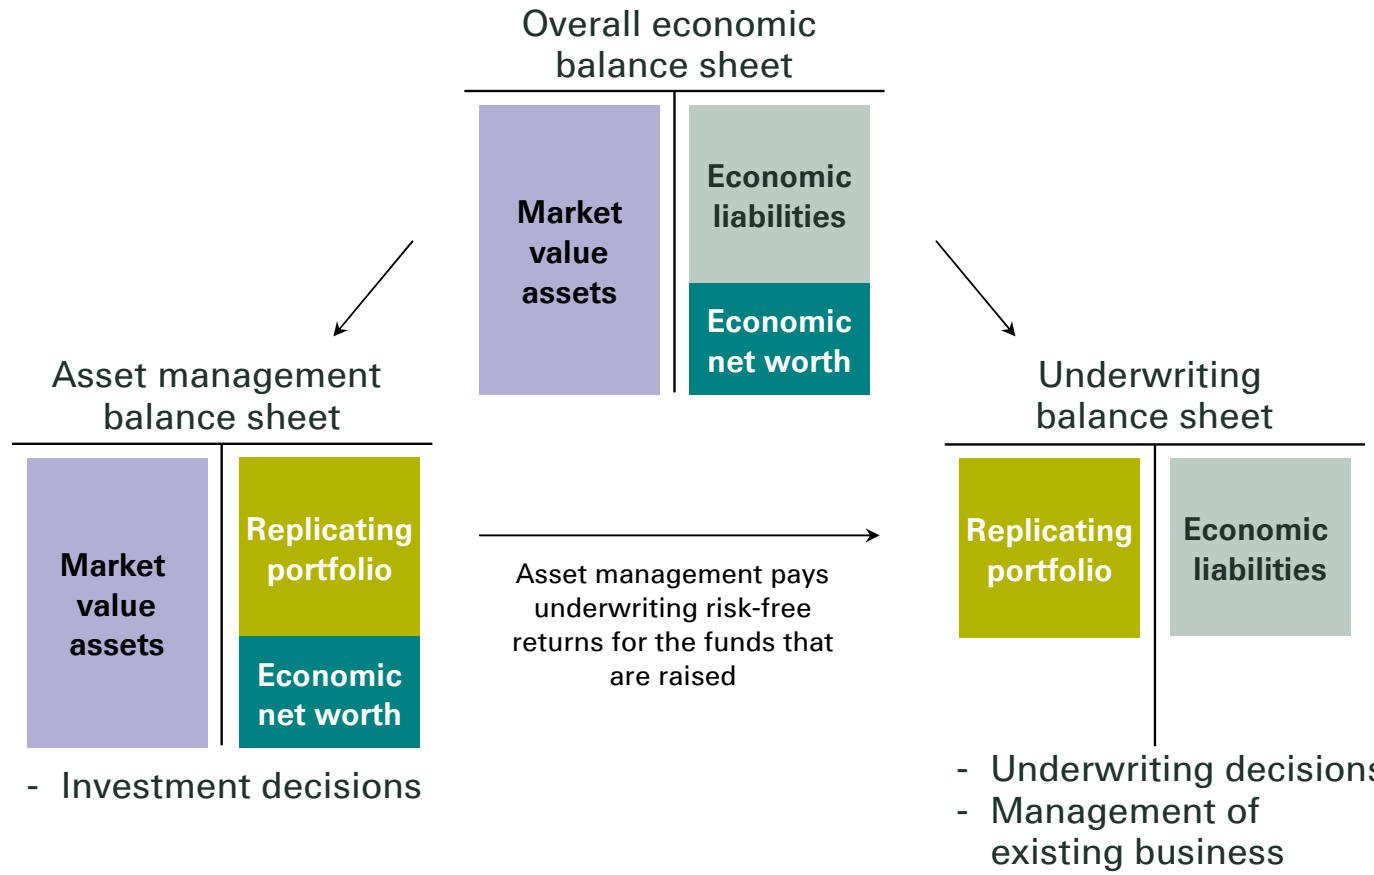 Overall economic
balance sheet
Market
value
assets
Economic
liabilities
Economic
net worth
Asset management
balance sheet
Market
value
assets
Replicating
portfolio
Economic
net worth
- Investment decisions
Asset management pays
underwriting risk-free
returns for the funds that
are raised
Underwriting
balance sheet
Replicating
portfolio
Economic
liabilities
- Underwriting decisions
- Management of
existing business